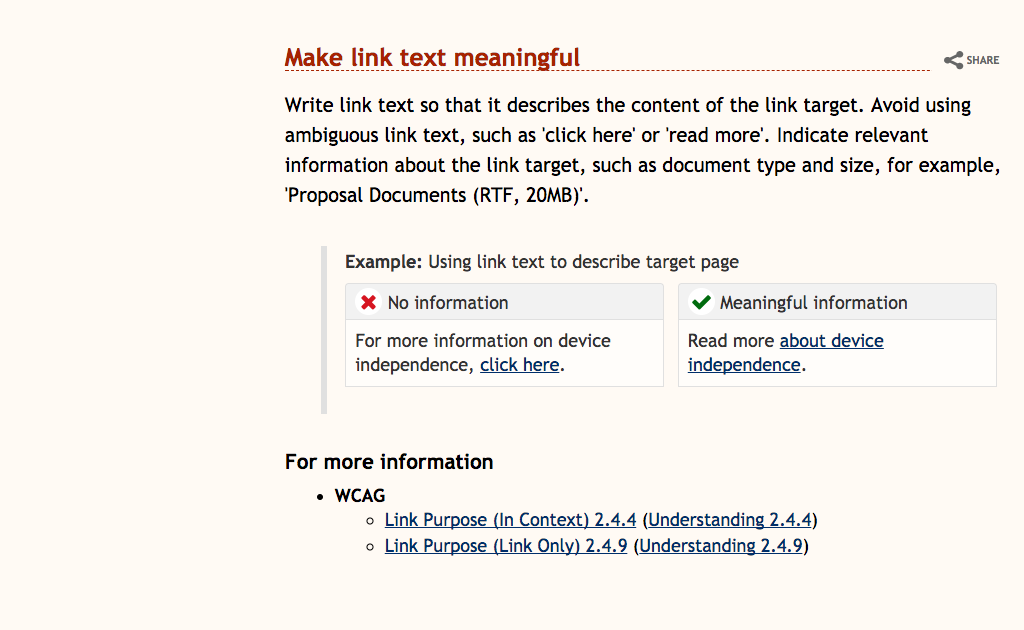 Make link text meaningful
SHARE
Write link text so that it describes the content of the link target. Avoid using
ambiguous link text, such as 'click here' or 'read more'. Indicate relevant
information about the link target, such as document type and size, for example,
'Proposal Documents (RTF, 20MB)'.
Example: Using link text to describe target page
No information
For more information on device
independence, click here.
Meaningful information
Read more about device
independence.
For more information
WCAG
Link Purpose (In Context) 2.4.4 (Understanding 2.4.4)
Link Purpose (Link Only) 2.4.9 (Understanding 2.4.9)